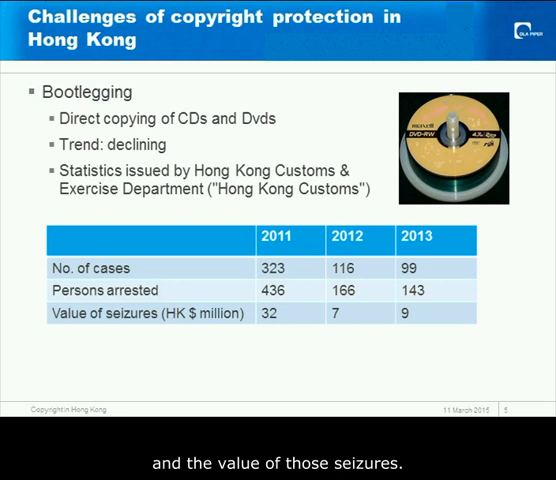 Challenges of copyright protection in
Hong Kong
DLA PIPER
Bootlegging
Direct copying of CDs and Dvds
Trend: declining
Statistics issued by Hong Kong Customs &
Exercise Department ("Hong Kong Customs")
maxell
DVD-RW
2011 2012 2013
No. of cases 323 116 99
Persons arrested 436 166 143
Value of seizures (HK $ million) 32 7 9
Copyright in Hong Kong 11 March 2015 5
and the value of those seizures.